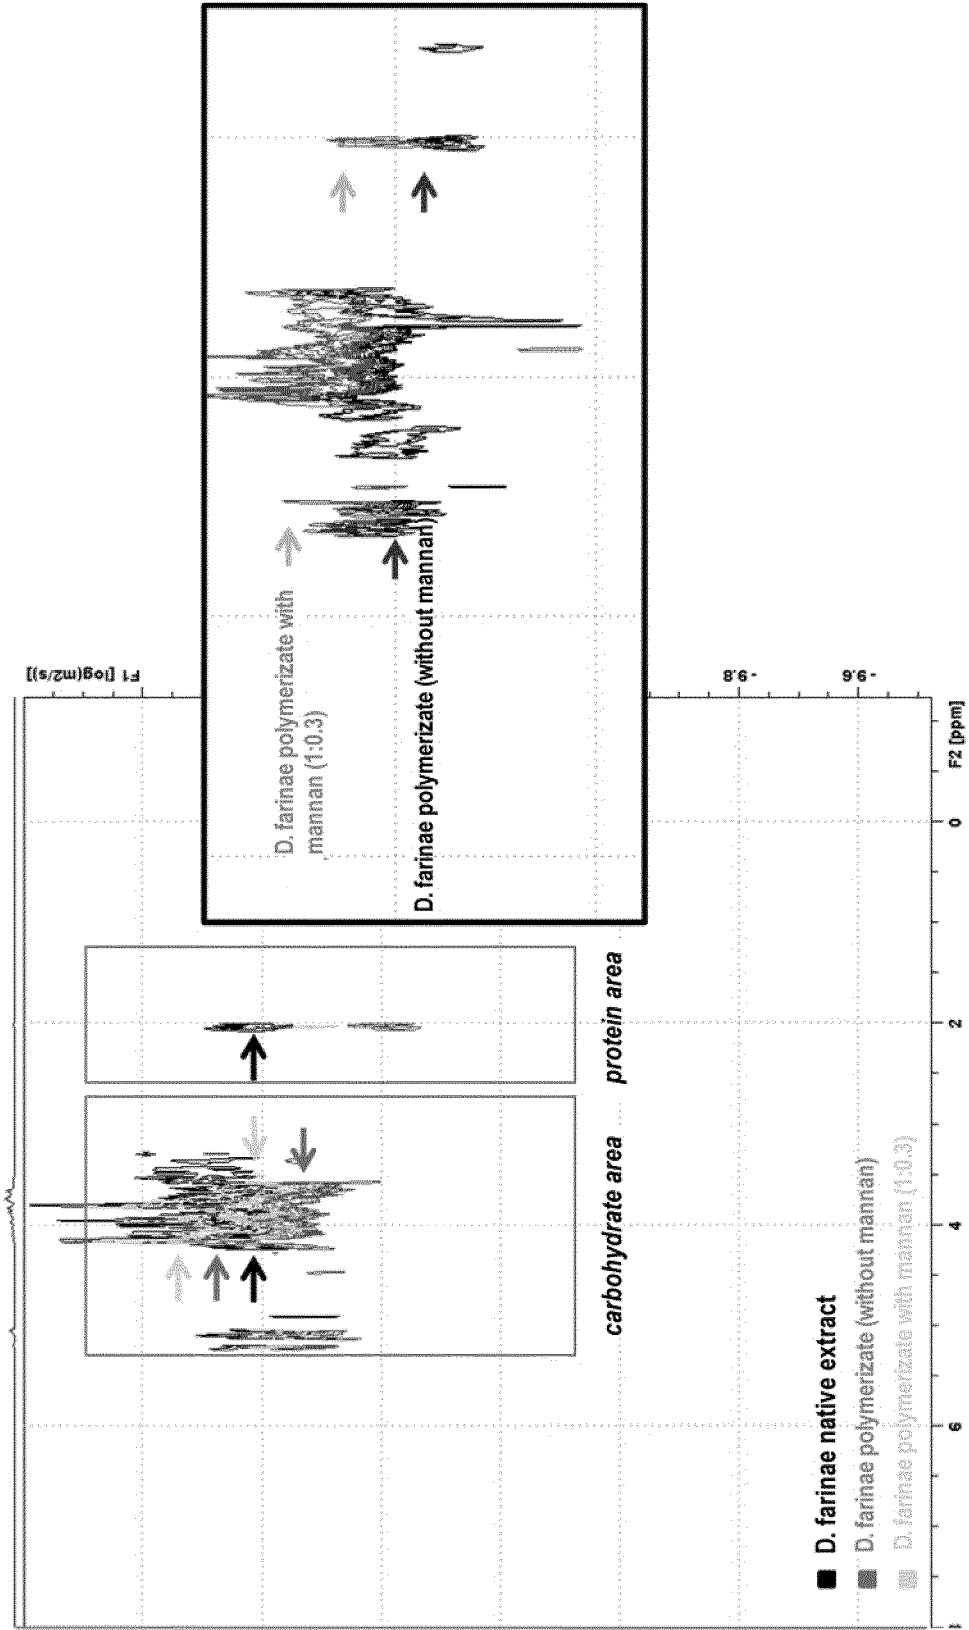 F1 [log(m2/s)]
D. farinae polymerizate with
mannan (1:0.3)
D. farinae polymerizate (without mannan)
- 9.8
- 9.6
F2 [ppm]
0
2
4
6
protein area
carbohydrate area
D. farinae native extract
D. farinae polymerizate (without mannan)
D. farinae polymerizate with mannan (1:0.3)